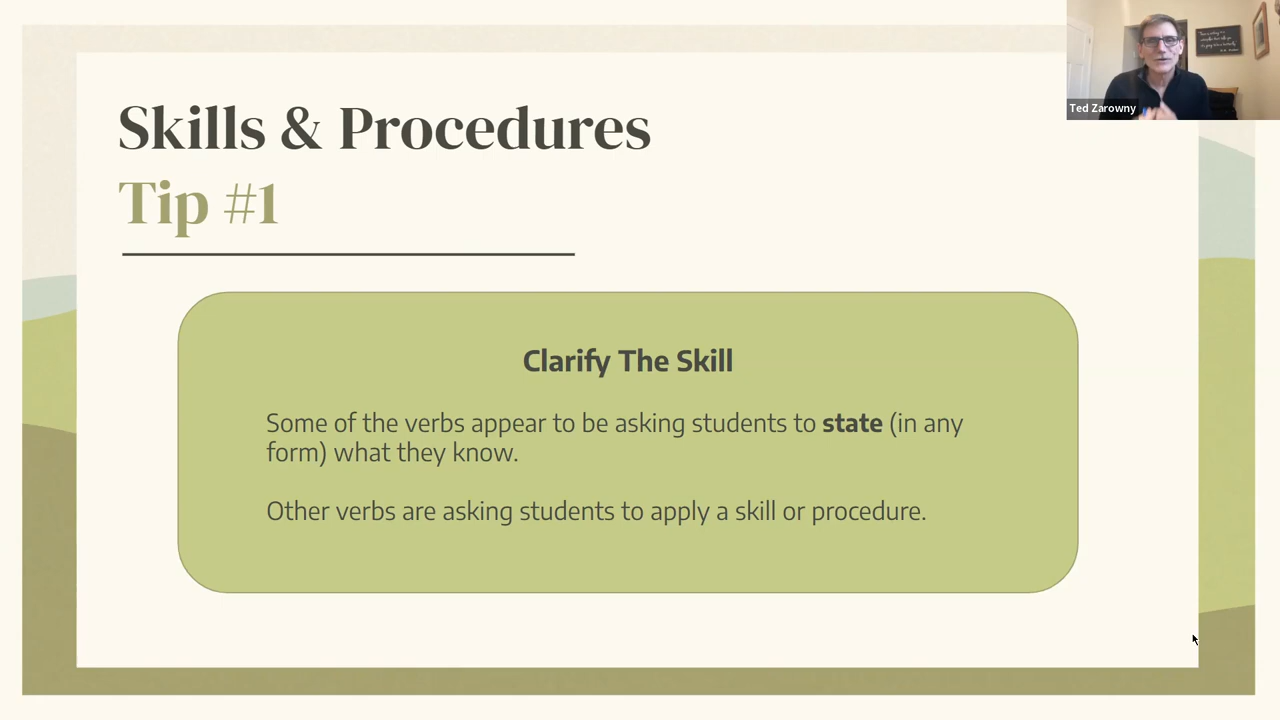 Skills & Procedures
Tip #1
Clarify The Skill
Some of the verbs appear to be asking students to state (in any
form) what they know.
Other verbs are asking students to apply a skill or procedure.
Ted Zarowny